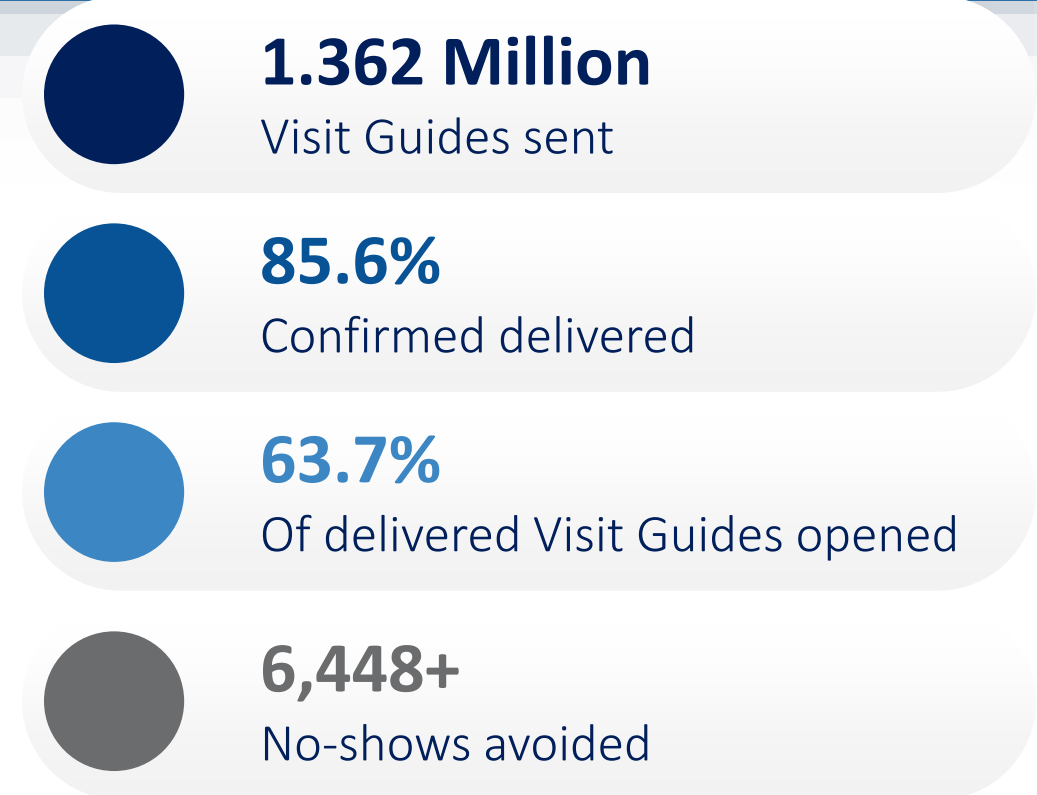 1.362 Million
Visit Guides sent
85.6%
Confirmed delivered
63.7%
Of delivered Visit Guides opened
6,448+
No-shows avoided